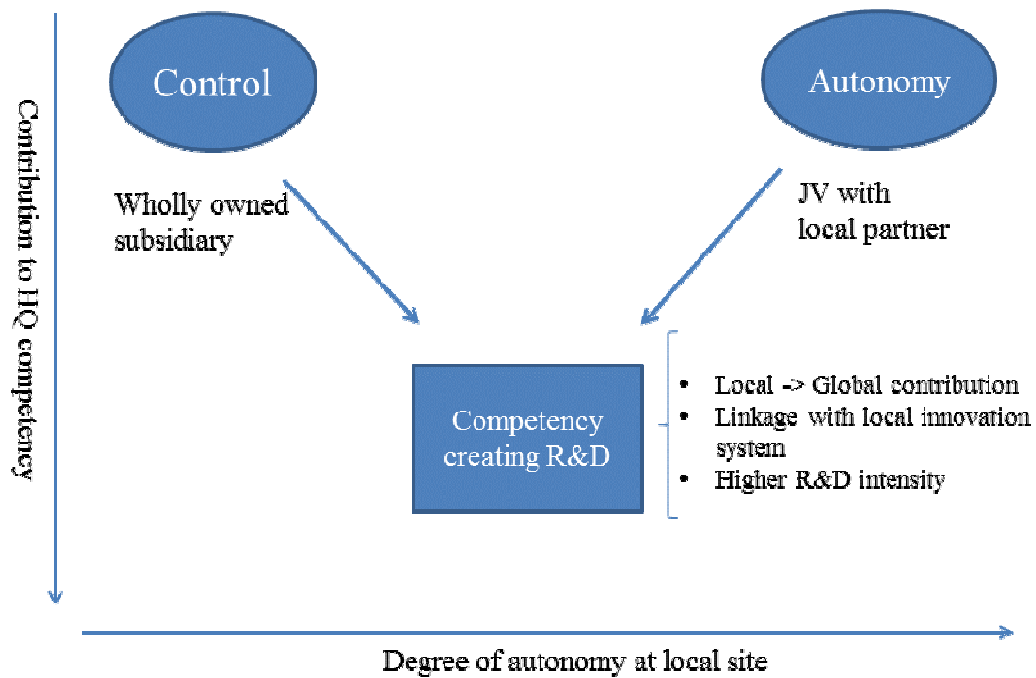 Control
Autonomy
Contribution to HQ competency
Wholly owned
subsidiary
JV with
local partner
Competency
creating R&D
• Local -> Global contribution
• Linkage with local innovation
system
• Higher R&D intensity
Degree of autonomy at local site